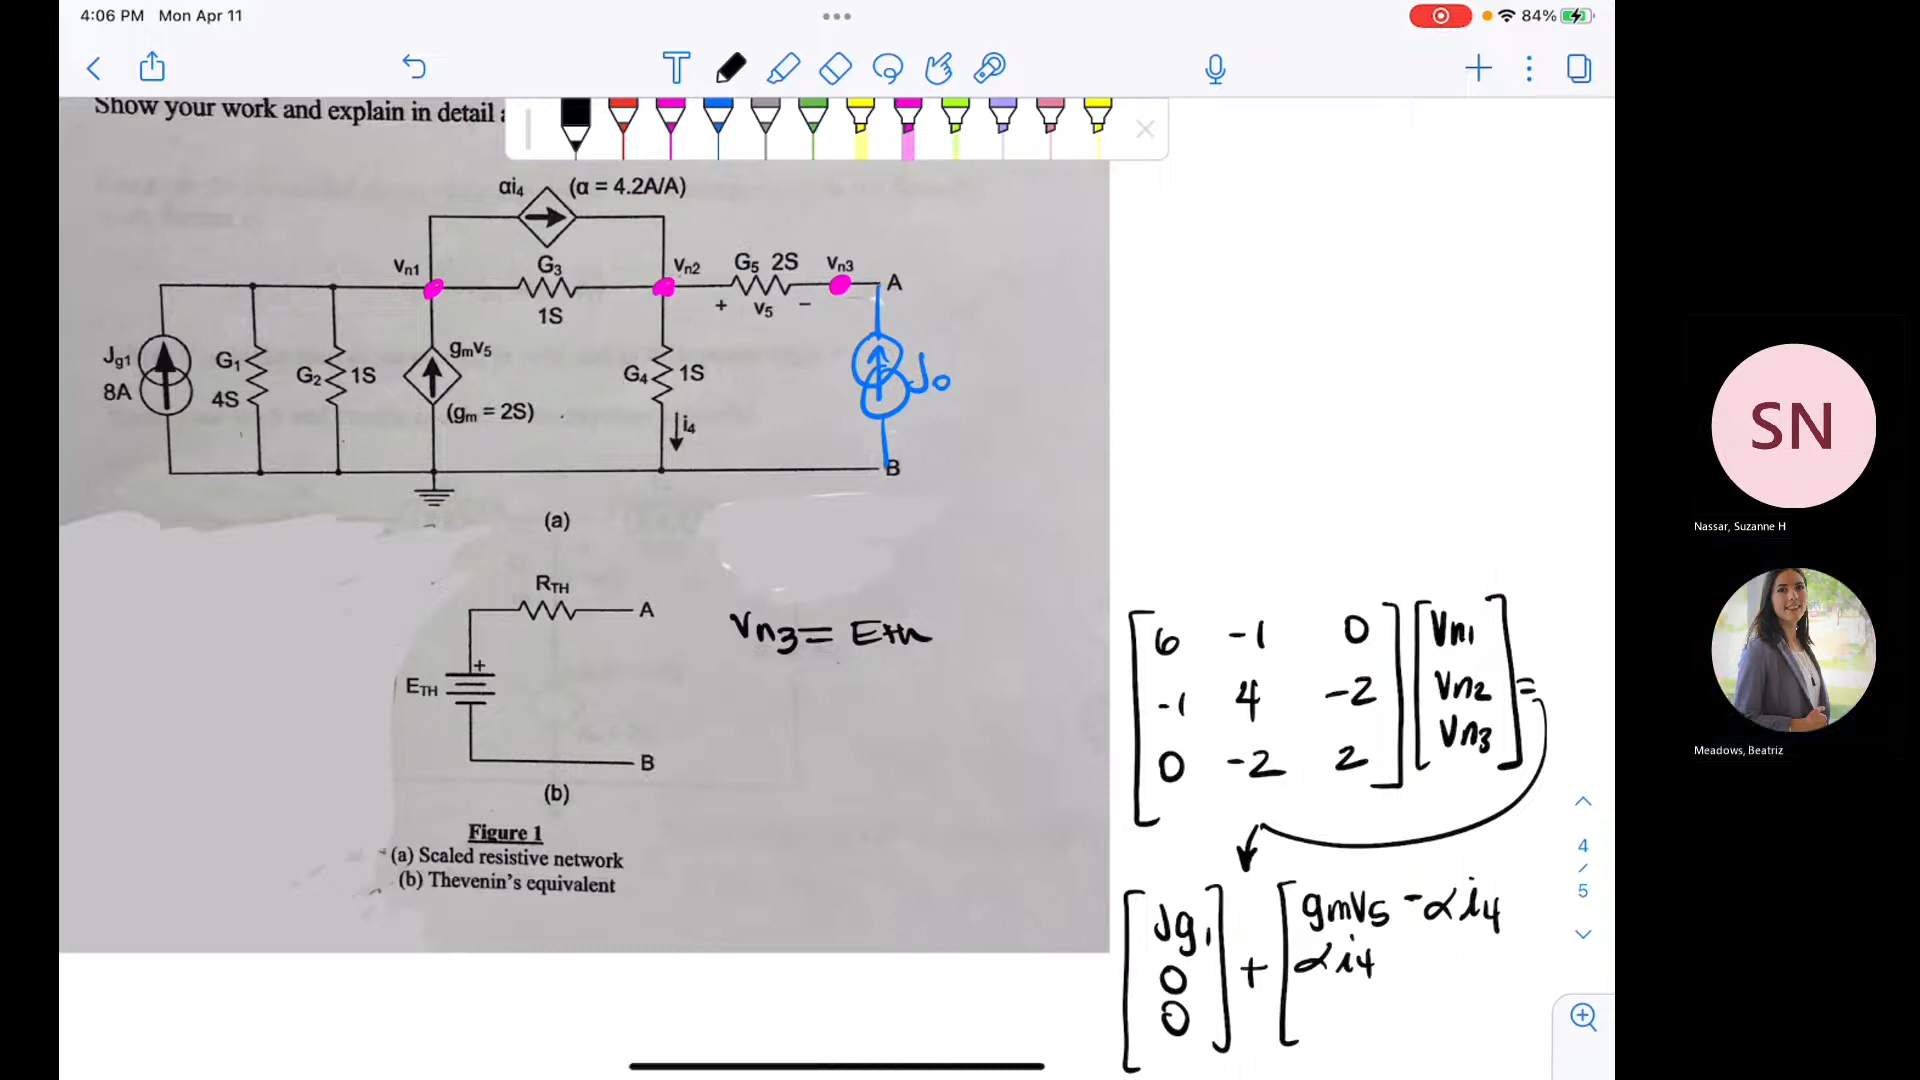 4:06 PM Mon Apr 11
84%
Show your work and explain in detail
αi4 (α = 4.2A/A)
Vn1 G3 Vn2 G5 2S Vn3 A
+ V5 −
1S
Jg1
8A
G1
4S
G2 1S
gmV5
(gm = 2S)
G4 1S
i4
Jo
B
(a)
RTH
A
Vn3 = Eth
+
ETH
B
(b)
Figure 1
(a) Scaled resistive network
(b) Thevenin's equivalent
6 -1 0 Vn1
-1 4 -2 Vn2 =
0 -2 2 Vn3
Jg1 gmV5 - αi4
0 + αi4
0
4
/
5
SN
Nassar, Suzanne H
Meadows, Beatriz